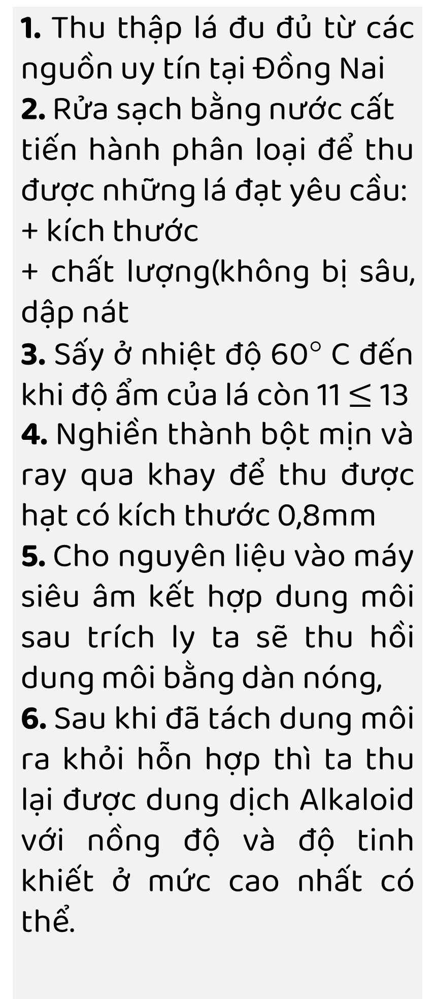 1. Thu thập lá đu đủ từ các
nguồn uy tín tại Đồng Nai
2. Rửa sạch bằng nước cất
tiến hành phân loại để thu
được những lá đạt yêu cầu:
+ kích thước
+ chất lượng(không bị sâu,
dập nát
3. Sấy ở nhiệt độ 60° C đến
khi độ ẩm của lá còn 11 ≤ 13
4. Nghiền thành bột mịn và
ray qua khay để thu được
hạt có kích thước 0,8mm
5. Cho nguyên liệu vào máy
siêu âm kết hợp dung môi
sau trích ly ta sẽ thu hồi
dung môi bằng dàn nóng,
6. Sau khi đã tách dung môi
ra khỏi hỗn hợp thì ta thu
lại được dung dịch Alkaloid
với nồng độ và độ tinh
khiết ở mức cao nhất có
thể.